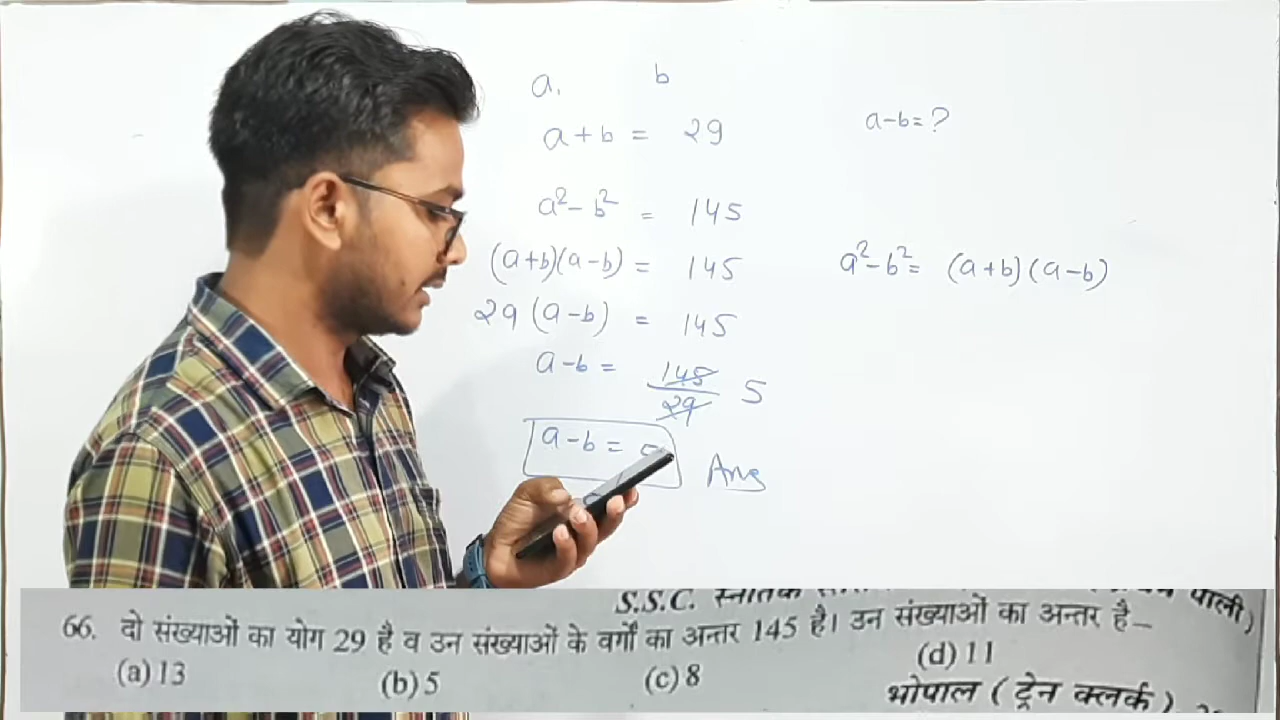 a, b
a + b = 29
a - b = ?
a² - b² = 145
(a+b)(a-b) = 145
a² - b² = (a+b)(a-b)
29 (a-b) = 145
a - b = 145/29 5
a - b =
Ans
S.S.C. स्नातक पाली)
66. दो संख्याओं का योग 29 है व उन संख्याओं के वर्गों का अन्तर 145 है। उन संख्याओं का अन्तर है–
(a) 13 (b) 5 (c) 8 (d) 11
भोपाल ( ट्रेन क्लर्क )